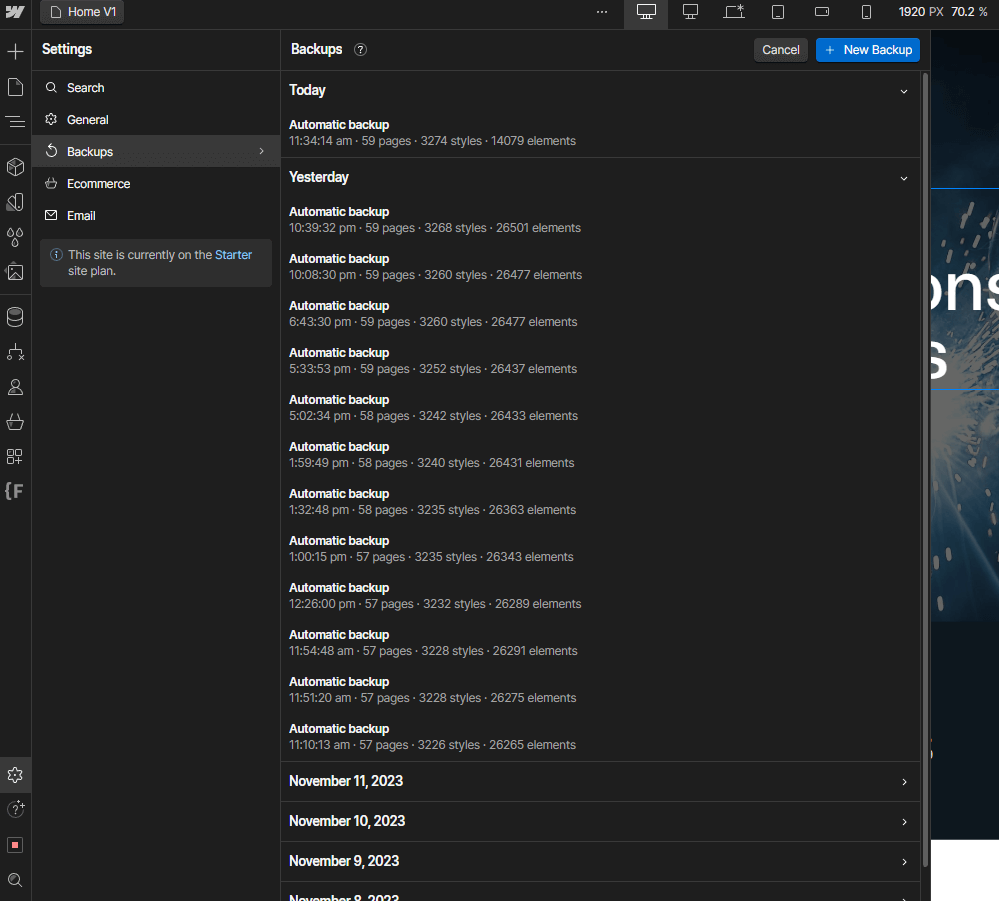 Home V1
...
1920 PX 70.2 %
Settings
Search
General
Backups
Ecommerce
Email
This site is currently on the Starter
site plan.
Backups ?
Cancel
+ New Backup
Today
Automatic backup
11:34:14 am · 59 pages · 3274 styles · 14079 elements
Yesterday
Automatic backup
10:39:32 pm · 59 pages · 3268 styles · 26501 elements
Automatic backup
10:08:30 pm · 59 pages · 3260 styles · 26477 elements
Automatic backup
6:43:30 pm · 59 pages · 3260 styles · 26477 elements
Automatic backup
5:33:53 pm · 59 pages · 3252 styles · 26437 elements
Automatic backup
5:02:34 pm · 58 pages · 3242 styles · 26433 elements
Automatic backup
1:59:49 pm · 58 pages · 3240 styles · 26431 elements
Automatic backup
1:32:48 pm · 58 pages · 3235 styles · 26363 elements
Automatic backup
1:00:15 pm · 57 pages · 3235 styles · 26343 elements
Automatic backup
12:26:00 pm · 57 pages · 3232 styles · 26289 elements
Automatic backup
11:54:48 am · 57 pages · 3228 styles · 26291 elements
Automatic backup
11:51:20 am · 57 pages · 3228 styles · 26275 elements
Automatic backup
11:10:13 am · 57 pages · 3226 styles · 26265 elements
November 11, 2023
November 10, 2023
November 9, 2023
November 8, 2023
{F
ons
s